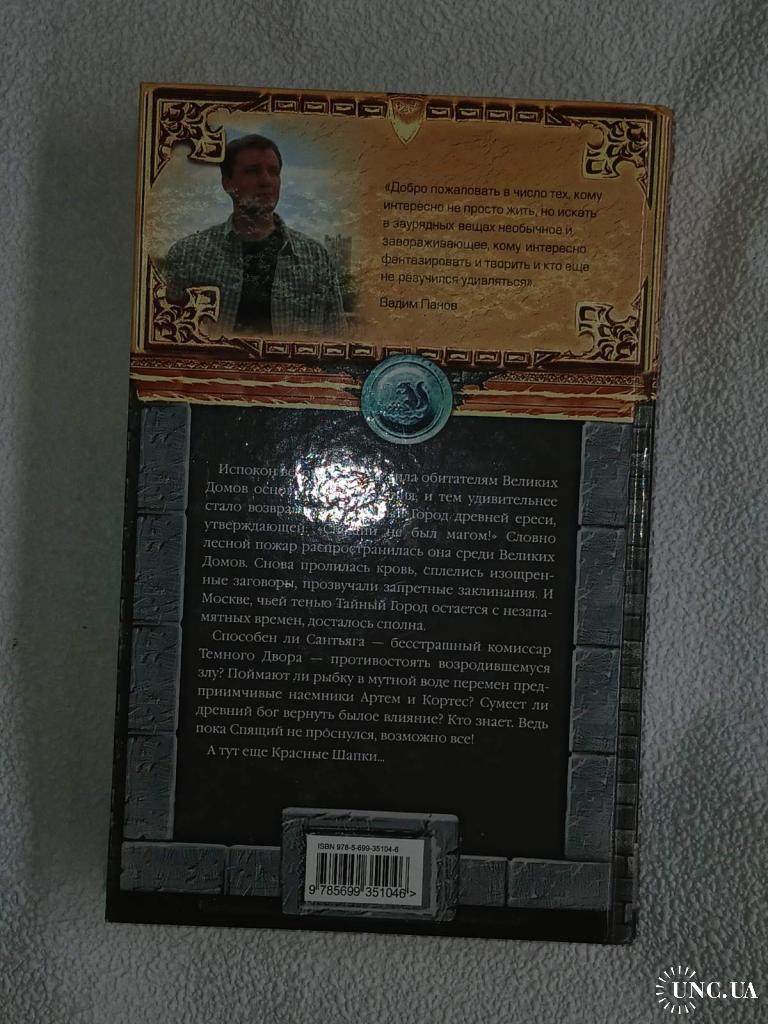 «Добро пожаловать в число тех, кому
интересно не просто жить, но искать
в заурядных вещах необычное и
завораживающее, кому интересно
фантазировать и творить и кто еще
не разучился удивляться».
Вадим Панов
Испокон обитателям Великих
Домов и тем удивительнее
стало Город древней ереси,
утверждающей: не был магом!» Словно
лесной пожар распространилась она среди Великих
Домов. Снова пролилась кровь, сплелись изощрен-
ные заговоры, прозвучали запретные заклинания. И
Москве, чьей тенью Тайный Город остается с незапа-
мятных времен, досталось сполна.
Способен ли Сантьяга — бесстрашный комиссар
Темного Двора — противостоять возродившемуся
злу? Поймают ли рыбку в мутной воде перемен пред-
приимчивые наемники Артем и Кортес? Сумеет ли
древний бог вернуть былое влияние? Кто знает. Ведь
пока Спящий не проснулся, возможно все!
А тут еще Красные Шапки...
ISBN 978-5-699-35104-6
9 785699 351046 >
UNC.UA